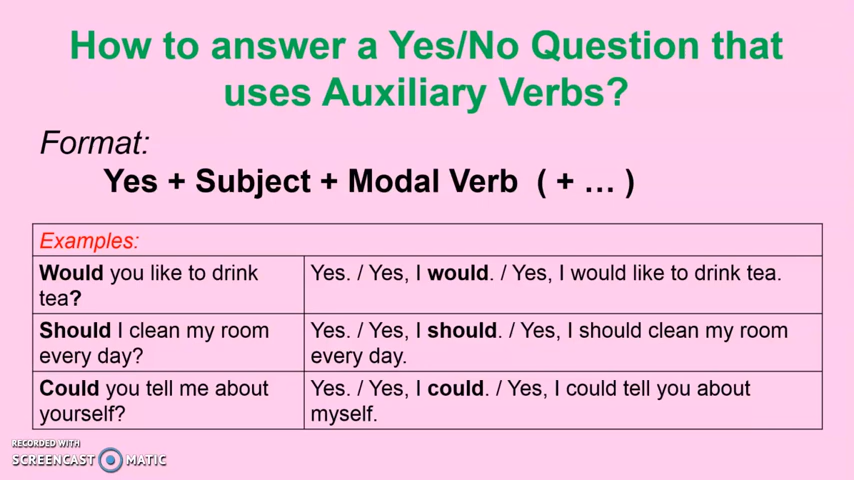 How to answer a Yes/No Question that
uses Auxiliary Verbs?
Format:
Yes + Subject + Modal Verb ( + … )
Examples:
Would you like to drink
tea?
Yes. / Yes, I would. / Yes, I would like to drink tea.
Should I clean my room
every day?
Yes. / Yes, I should. / Yes, I should clean my room
every day.
Could you tell me about
yourself?
Yes. / Yes, I could. / Yes, I could tell you about
myself.
RECORDED WITH
SCREENCAST MATIC